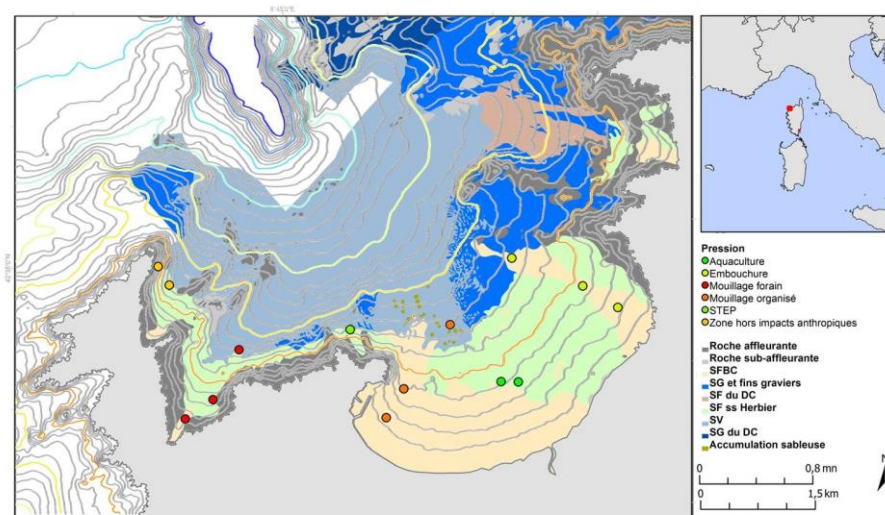 Pression
Aquaculture
Embouchure
Mouillage forain
Mouillage organisé
STEP
Zone hors impacts anthropiques
Roche affleurante
Roche sub-affleurante
SFBC
SG et fins graviers
SF du DC
SF ss Herbier
SV
SG du DC
Accumulation sableuse
0 0,8 mn
0 1,5 km
N